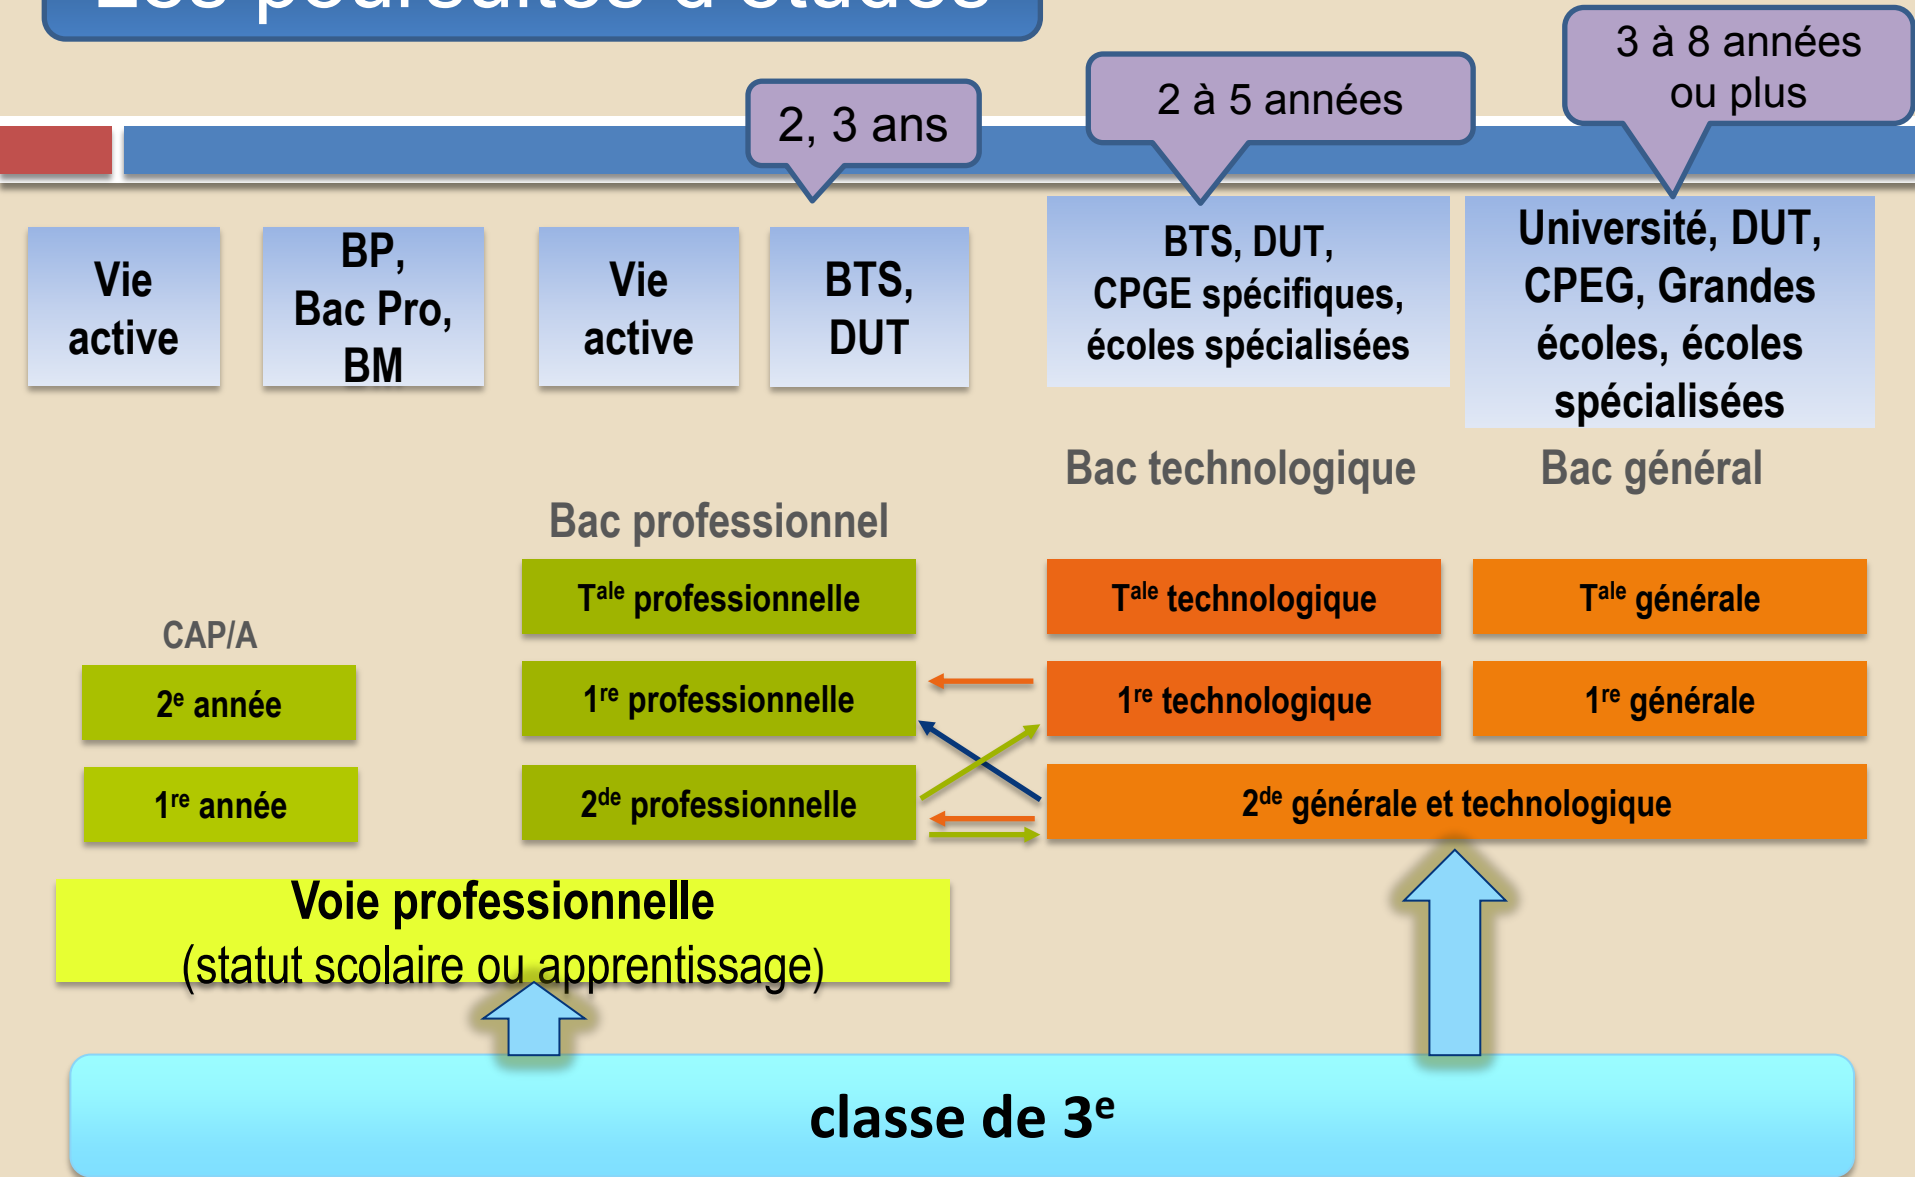 Les poursuites d'études
3 à 8 années
ou plus
2 à 5 années
2, 3 ans
Vie
active
BP,
Bac Pro,
BM
Vie
active
BTS,
DUT
BTS, DUT,
CPGE spécifiques,
écoles spécialisées
Université, DUT,
CPEG, Grandes
écoles, écoles
spécialisées
Bac technologique
Bac général
Bac professionnel
Tale professionnelle
Tale technologique
Tale générale
CAP/A
2e année
1re professionnelle
1re technologique
1re générale
1re année
2de professionnelle
2de générale et technologique
Voie professionnelle
(statut scolaire ou apprentissage)
classe de 3e